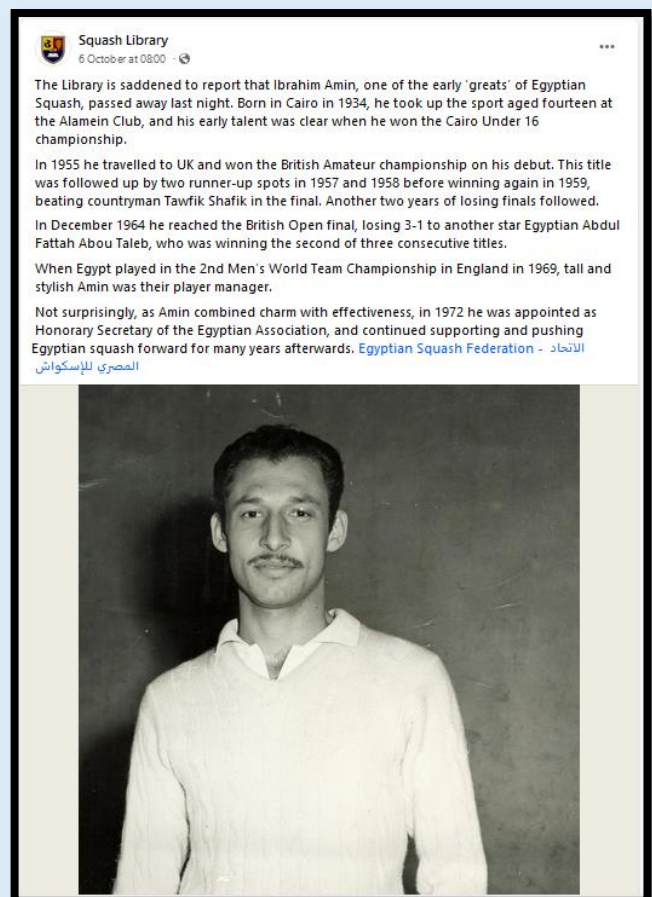 Squash Library
6 October at 08:00 ·
The Library is saddened to report that Ibrahim Amin, one of the early 'greats' of Egyptian
Squash, passed away last night. Born in Cairo in 1934, he took up the sport aged fourteen at
the Alamein Club, and his early talent was clear when he won the Cairo Under 16
championship.
In 1955 he travelled to UK and won the British Amateur championship on his debut. This title
was followed up by two runner-up spots in 1957 and 1958 before winning again in 1959,
beating countryman Tawfik Shafik in the final. Another two years of losing finals followed.
In December 1964 he reached the British Open final, losing 3-1 to another star Egyptian Abdul
Fattah Abou Taleb, who was winning the second of three consecutive titles.
When Egypt played in the 2nd Men's World Team Championship in England in 1969, tall and
stylish Amin was their player manager.
Not surprisingly, as Amin combined charm with effectiveness, in 1972 he was appointed as
Honorary Secretary of the Egyptian Association, and continued supporting and pushing
Egyptian squash forward for many years afterwards. Egyptian Squash Federation - الاتحاد
المصري للإسكواش